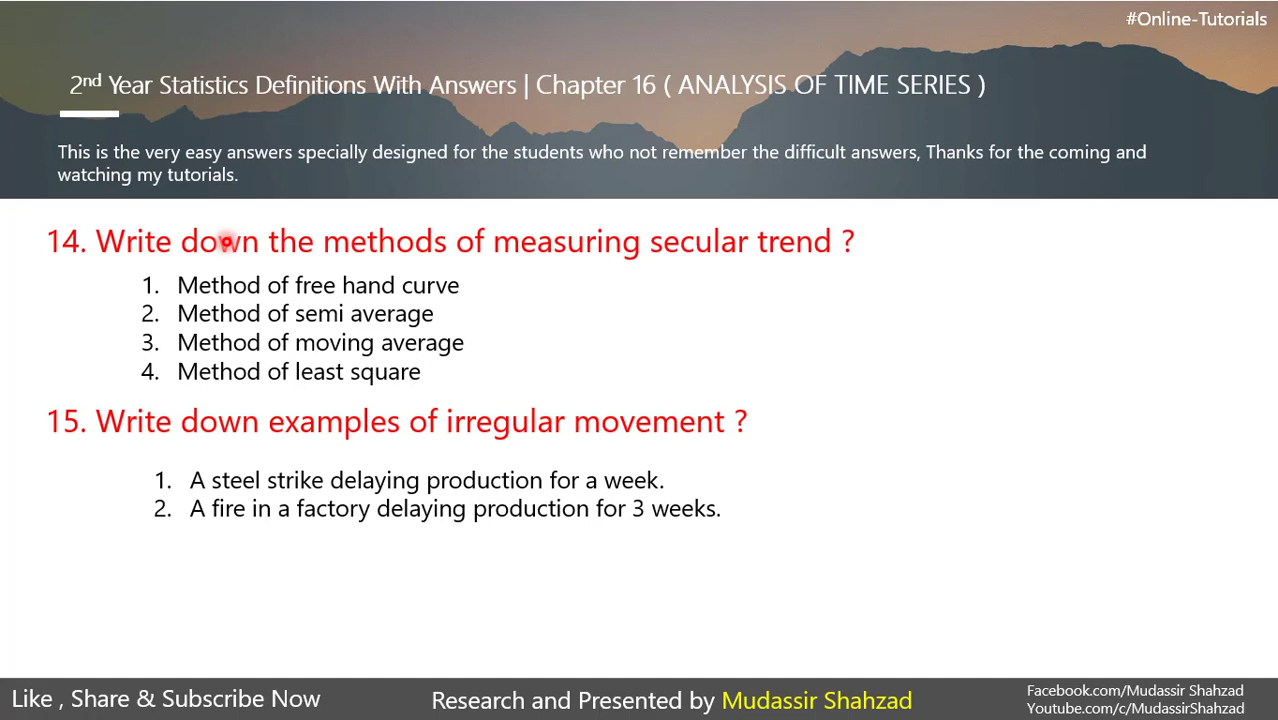 #Online-Tutorials
2nd Year Statistics Definitions With Answers | Chapter 16 ( ANALYSIS OF TIME SERIES )
This is the very easy answers specially designed for the students who not remember the difficult answers, Thanks for the coming and
watching my tutorials.
14. Write down the methods of measuring secular trend ?
1. Method of free hand curve
2. Method of semi average
3. Method of moving average
4. Method of least square
15. Write down examples of irregular movement ?
1. A steel strike delaying production for a week.
2. A fire in a factory delaying production for 3 weeks.
Like , Share & Subscribe Now
Research and Presented by Mudassir Shahzad
Facebook.com/Mudassir Shahzad
Youtube.com/c/MudassirShahzad